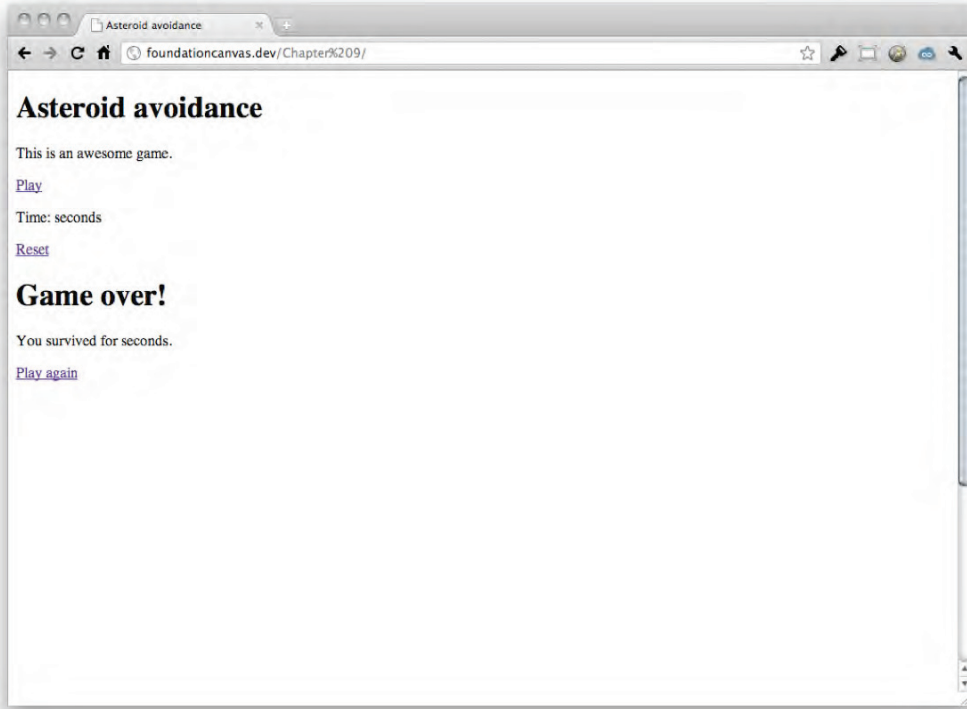 Asteroid avoidance
foundationcanvas.dev/Chapter%209/
Asteroid avoidance
This is an awesome game.
Play
Time: seconds
Reset
Game over!
You survived for seconds.
Play again